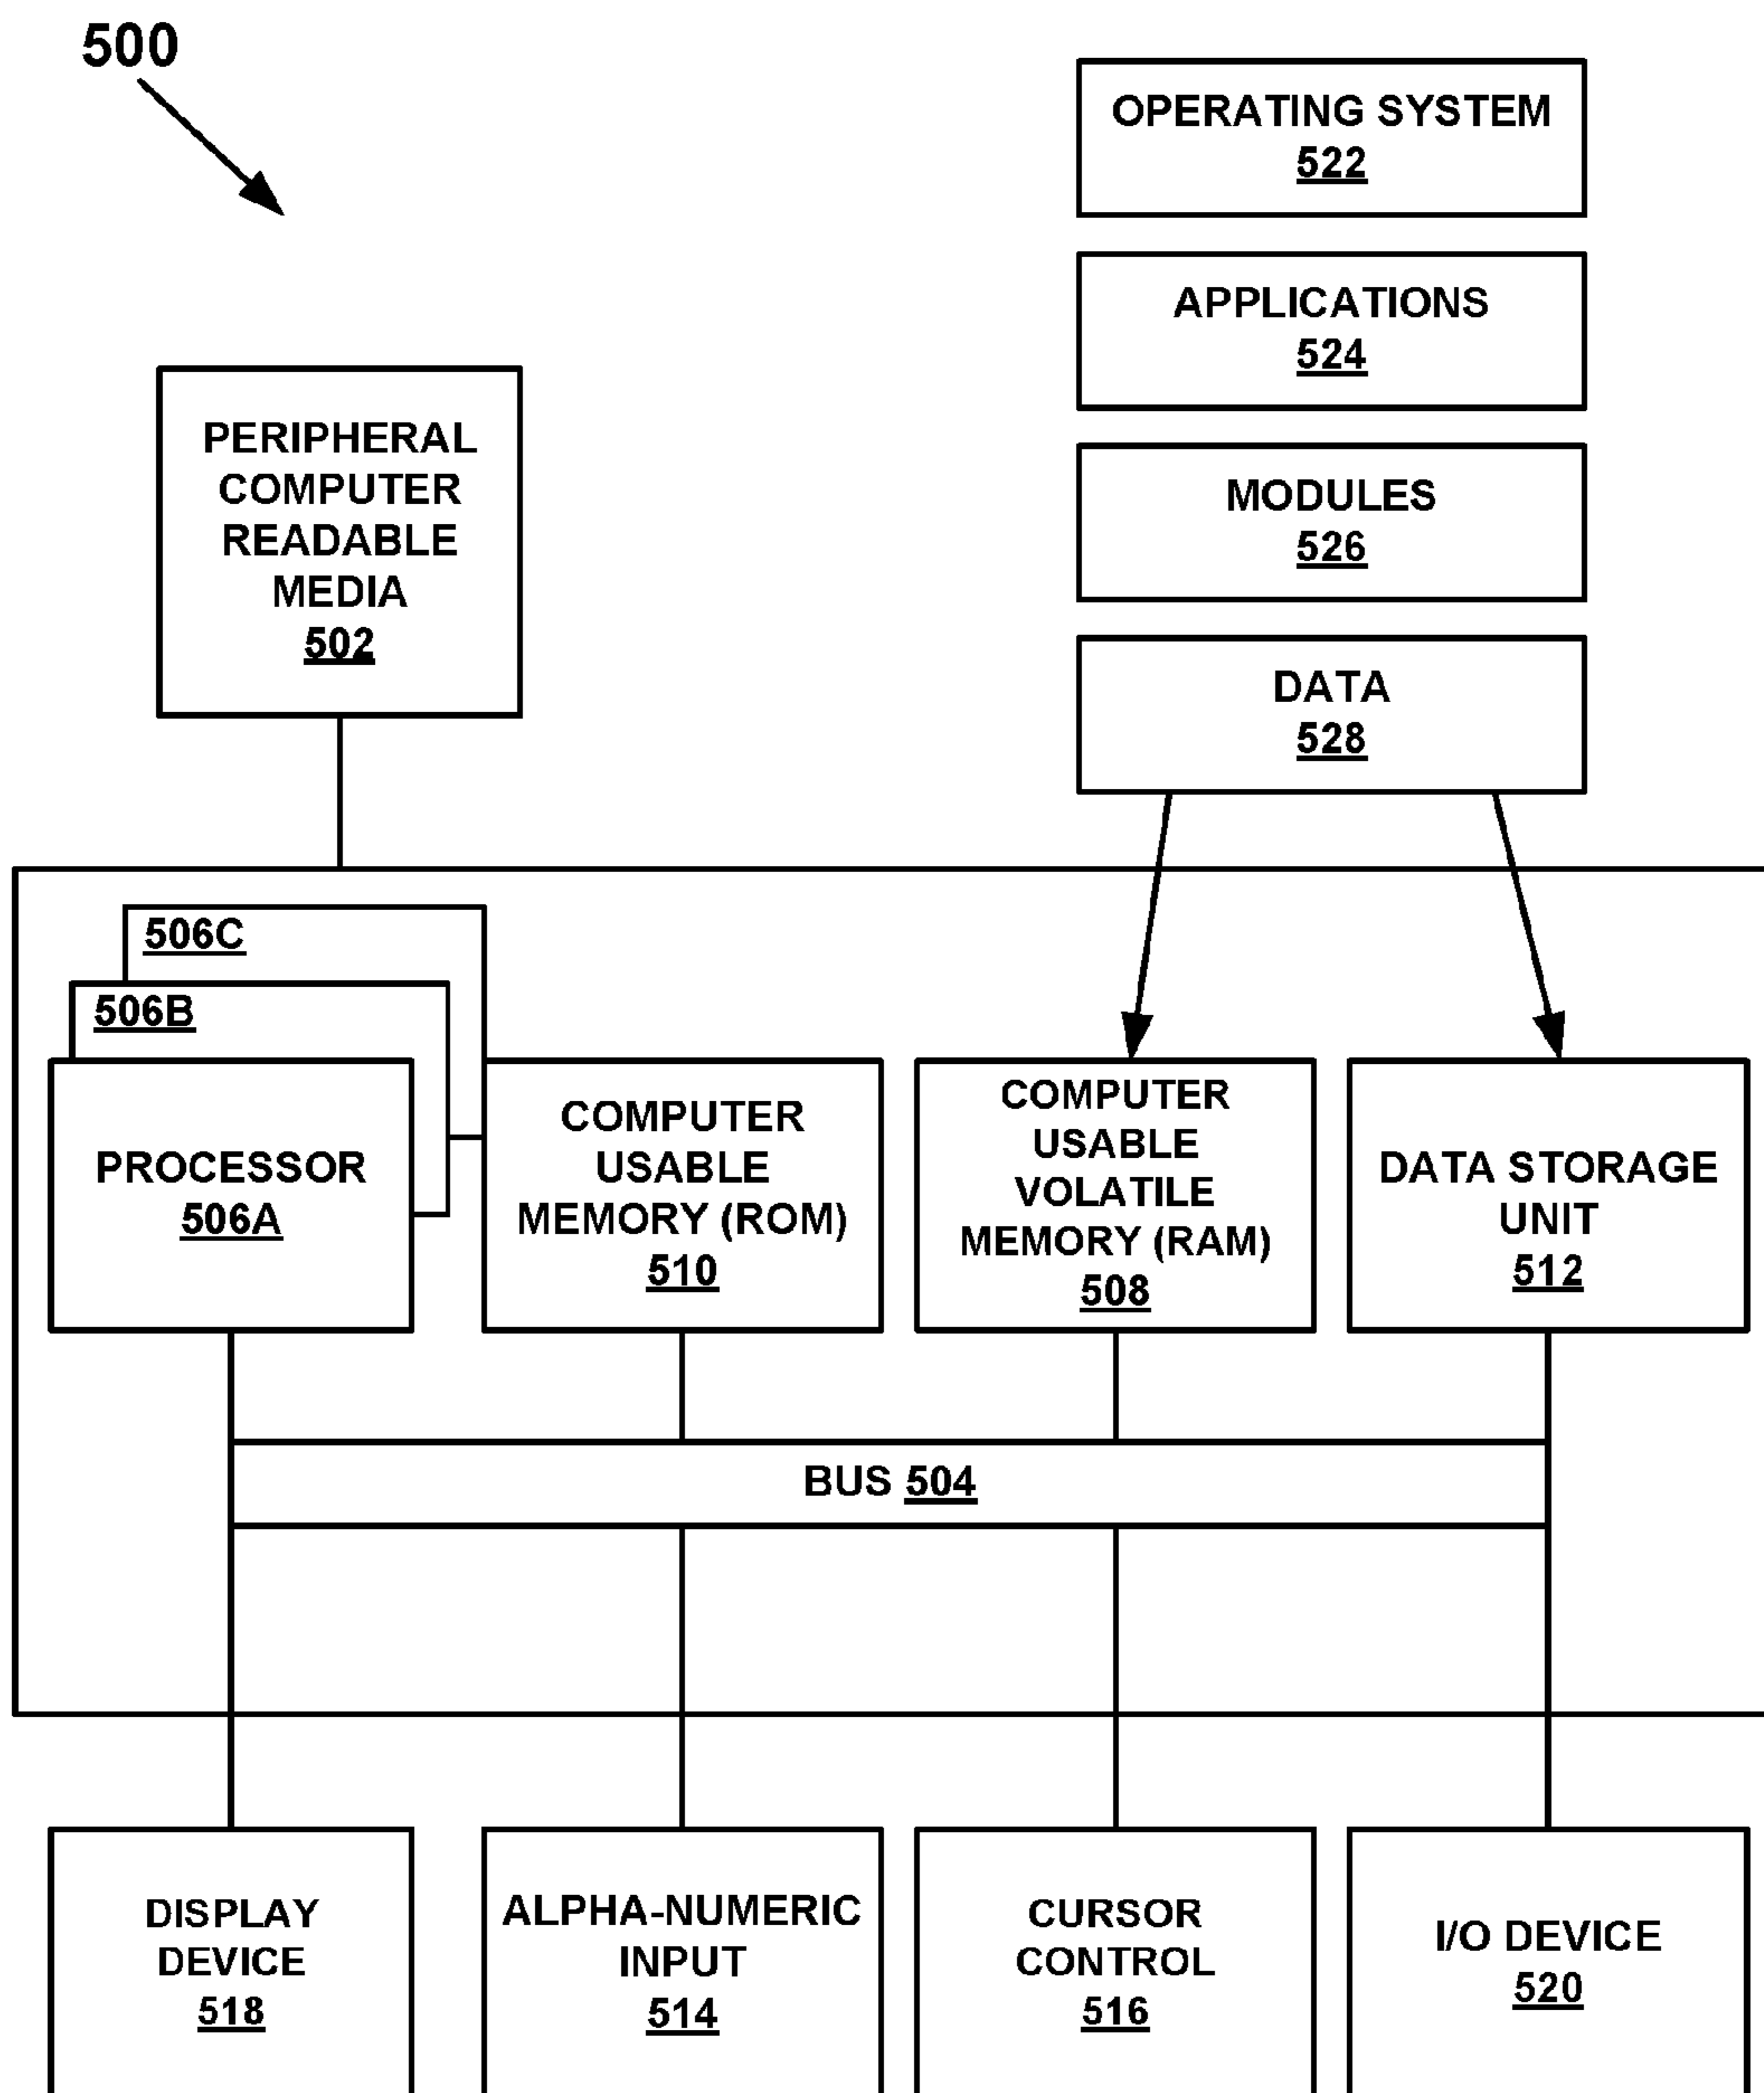 500
OPERATING SYSTEM
522
APPLICATIONS
524
MODULES
526
DATA
528
PERIPHERAL
COMPUTER
READABLE
MEDIA
502
506C
506B
PROCESSOR
506A
COMPUTER
USABLE
MEMORY (ROM)
510
COMPUTER
USABLE
VOLATILE
MEMORY (RAM)
508
DATA STORAGE
UNIT
512
BUS 504
DISPLAY
DEVICE
518
ALPHA-NUMERIC
INPUT
514
CURSOR
CONTROL
516
I/O DEVICE
520